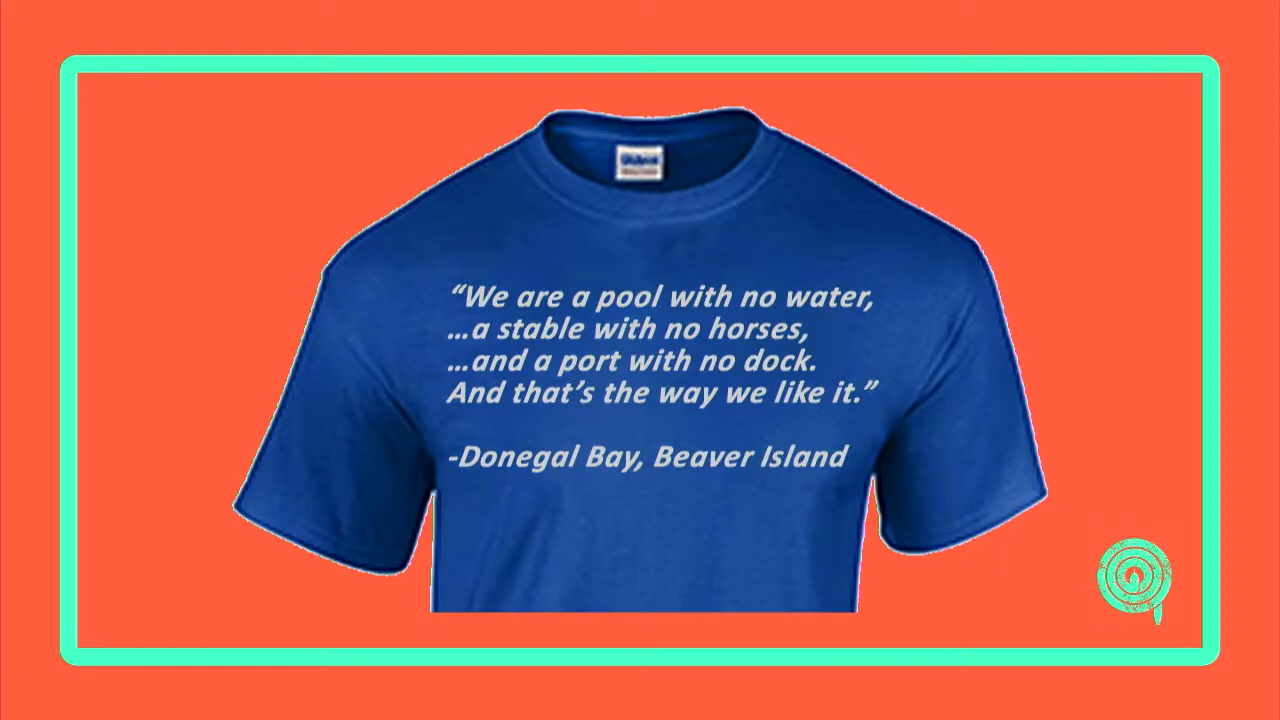 “We are a pool with no water,
...a stable with no horses,
...and a port with no dock.
And that’s the way we like it.”
-Donegal Bay, Beaver Island